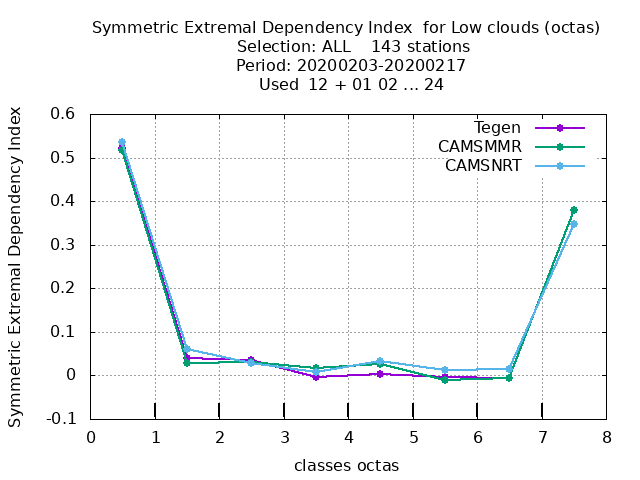 Symmetric Extremal Dependency Index  for Low clouds (octas)
Selection: ALL    143 stations
Period: 20200203-20200217
Used  12 + 01 02 ... 24
Symmetric Extremal Dependency Index
0.6
0.5
0.4
0.3
0.2
0.1
0
-0.1
Tegen
CAMSMMR
CAMSNRT
0 1 2 3 4 5 6 7 8
classes octas